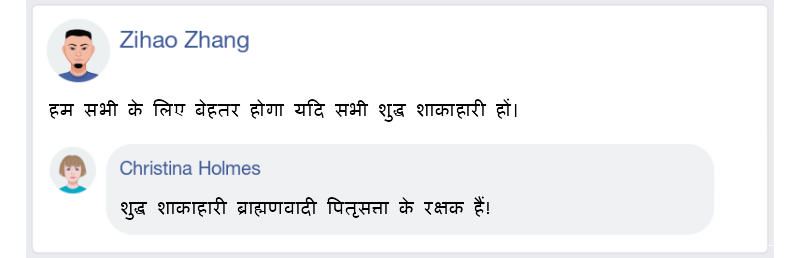 Zihao Zhang
हम सभी के लिए बेहतर होगा यदि सभी शुद्ध शाकाहारी हों।
Christina Holmes
शुद्ध शाकाहारी ब्राह्मणवादी पितृसत्ता के रक्षक हैं!